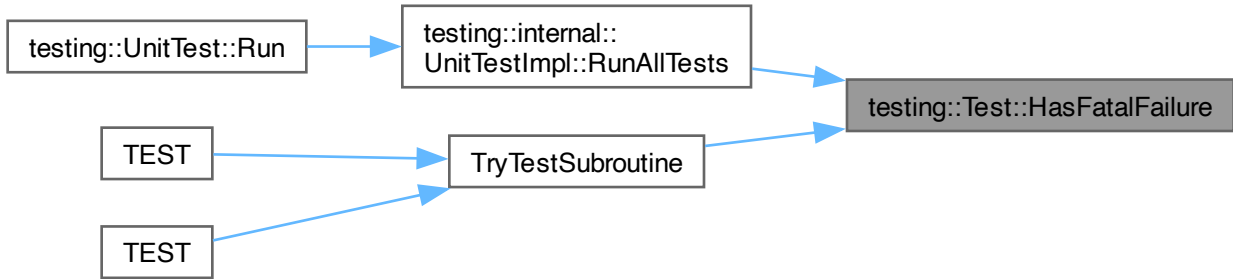 testing::UnitTest::Run
testing::internal::
UnitTestImpl::RunAllTests
testing::Test::HasFatalFailure
TEST
TryTestSubroutine
TEST